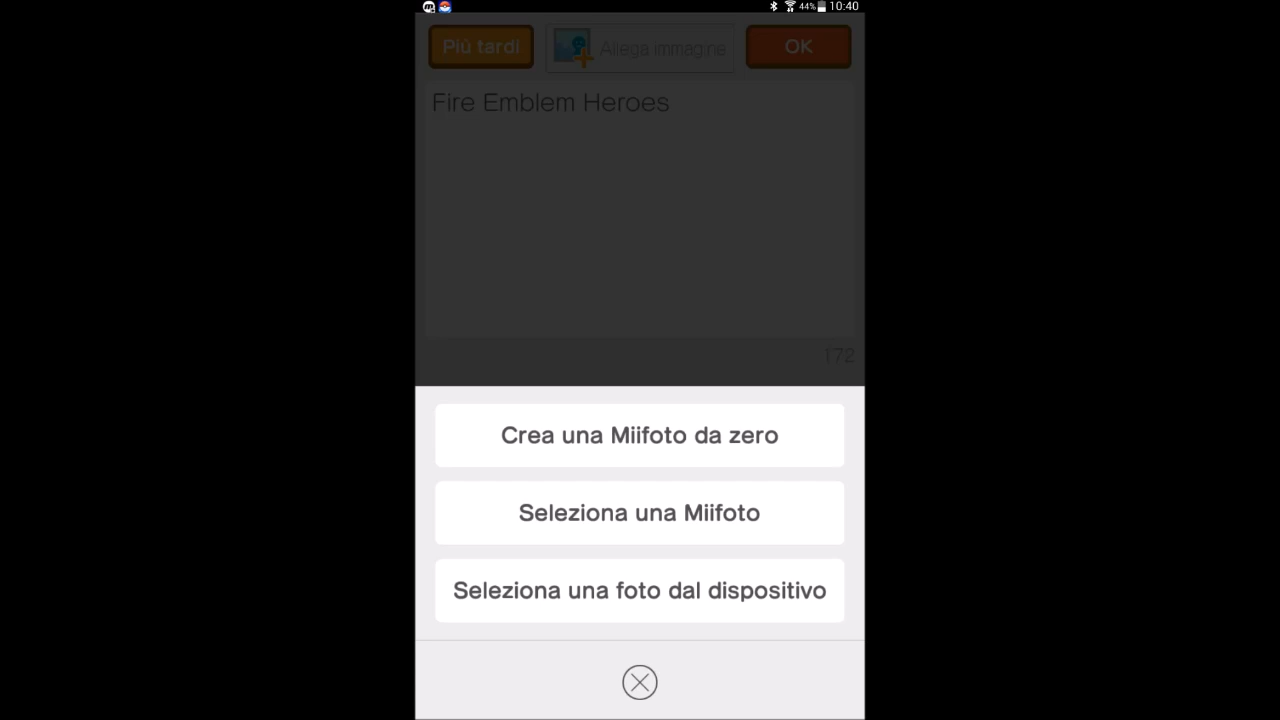 44% 10:40
Più tardi Allega immagine OK
Fire Emblem Heroes
172
Crea una Miifoto da zero
Seleziona una Miifoto
Seleziona una foto dal dispositivo